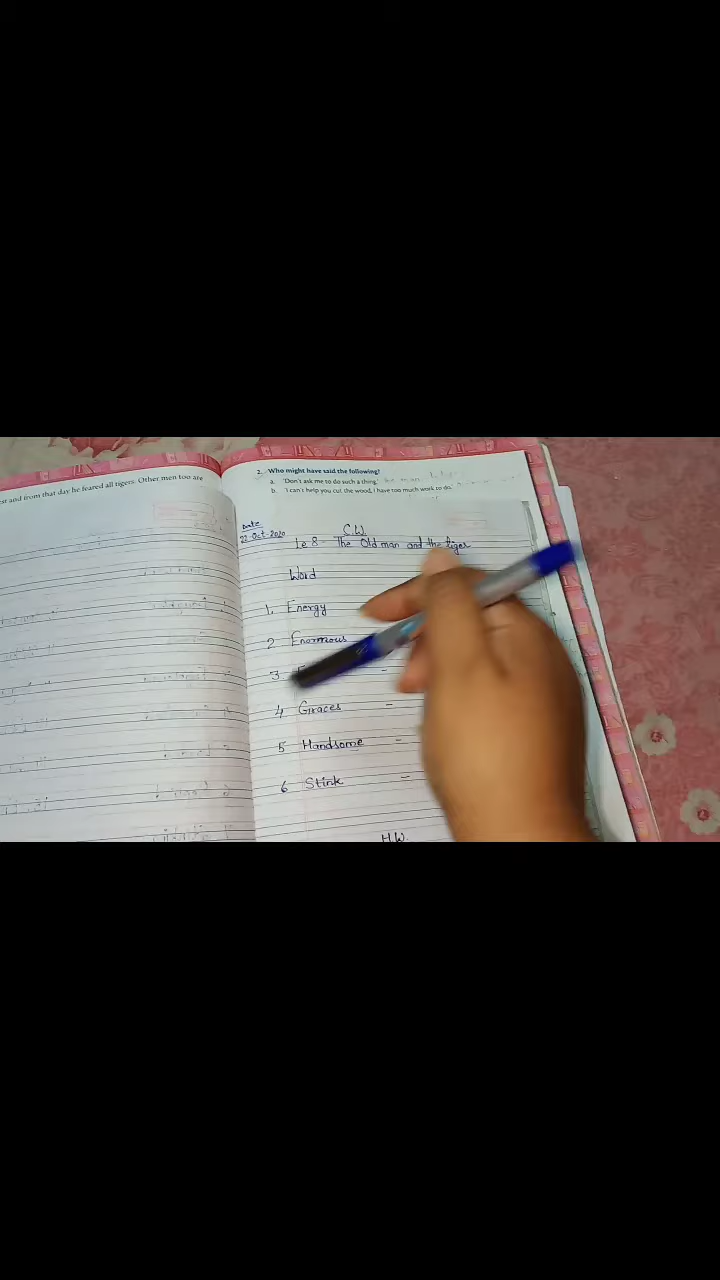 est and from that day he feared all tigers. Other men too are
2. Who might have said the following?
a. 'Don't ask me to do such a thing.'
b. 'I can't help you cut the wood, I have too much work to do.'
Date
22-Oct-2020
C.W.
Le 8 - The Old man and the tiger
Word
1. Energy
2 Enormous
3 -
4 Graces -
5 Handsome -
6 Stink -
H.W.